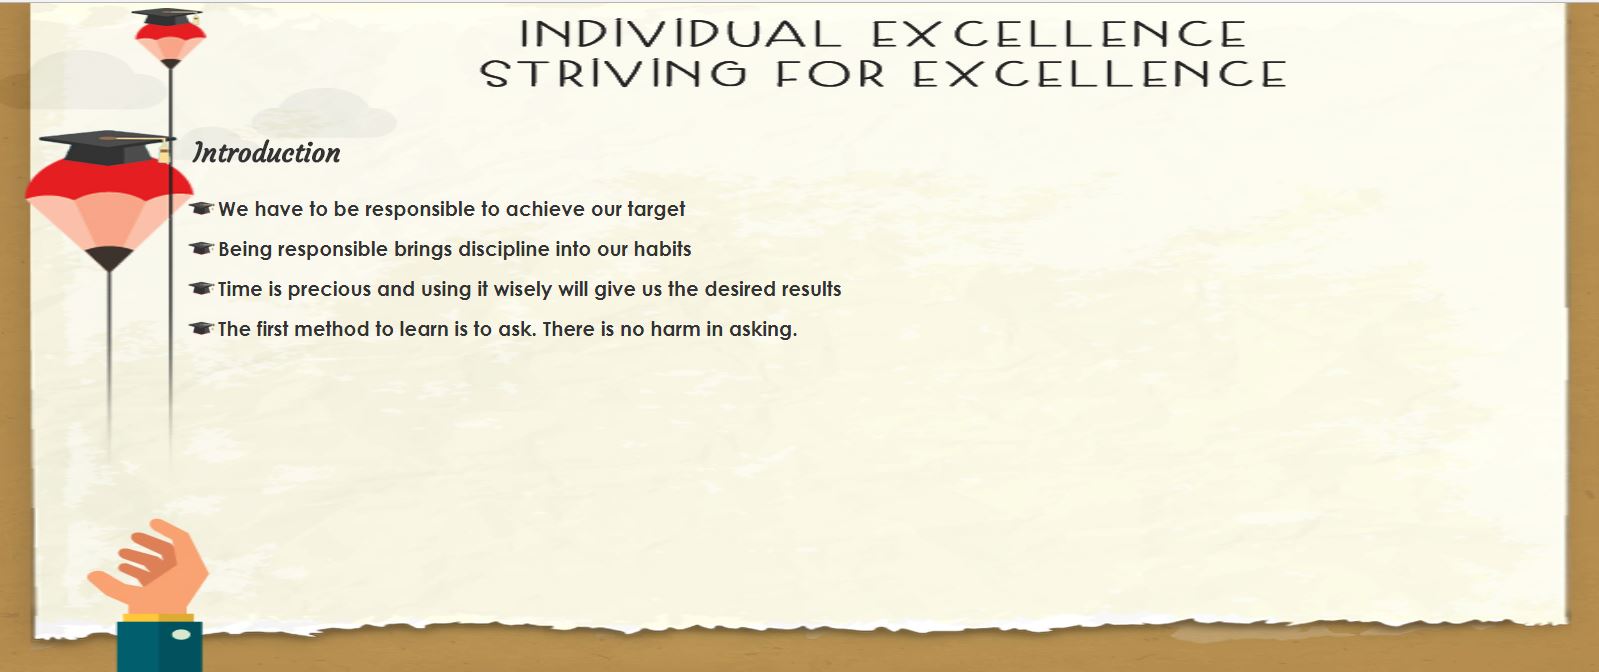 INDIVIDUAL EXCELLENCE
STRIVING FOR EXCELLENCE
Introduction
We have to be responsible to achieve our target
Being responsible brings discipline into our habits
Time is precious and using it wisely will give us the desired results
The first method to learn is to ask. There is no harm in asking.